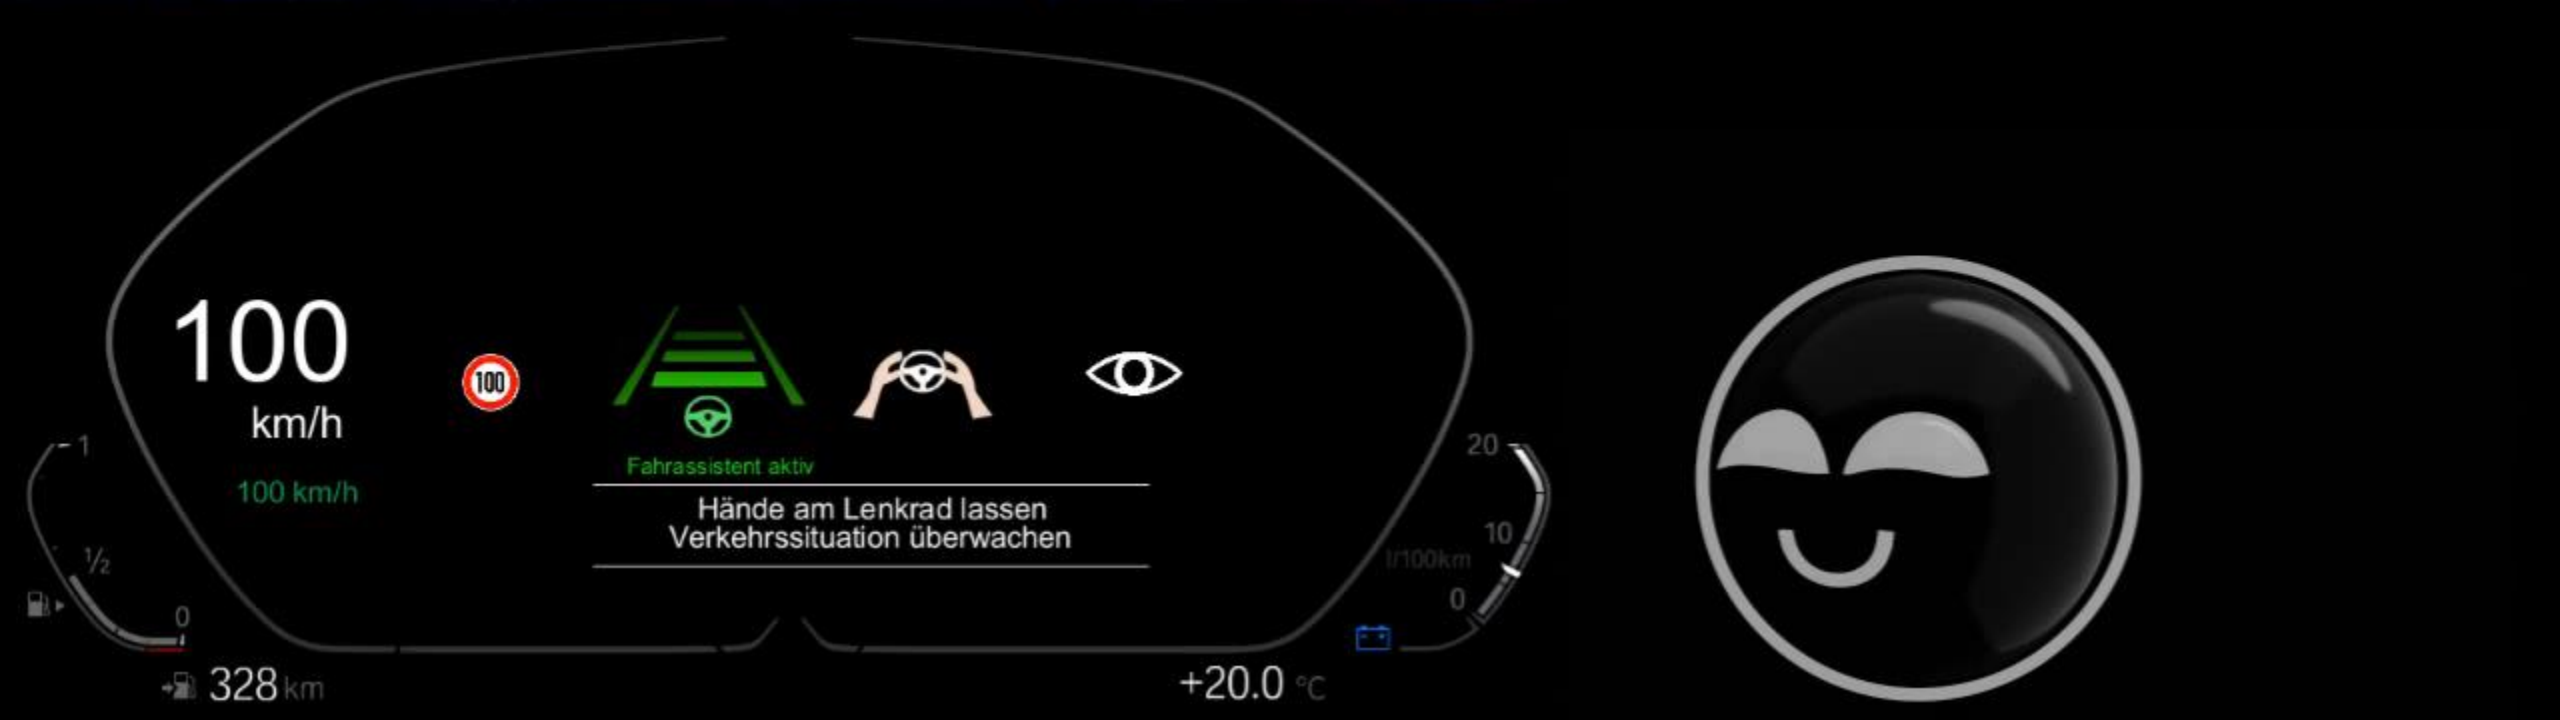 100
km/h
100
100 km/h
Fahrassistent aktiv
Hände am Lenkrad lassen
Verkehrssituation überwachen
1
1/2
0
328 km
20
10
l/100km
0
+20.0 °C